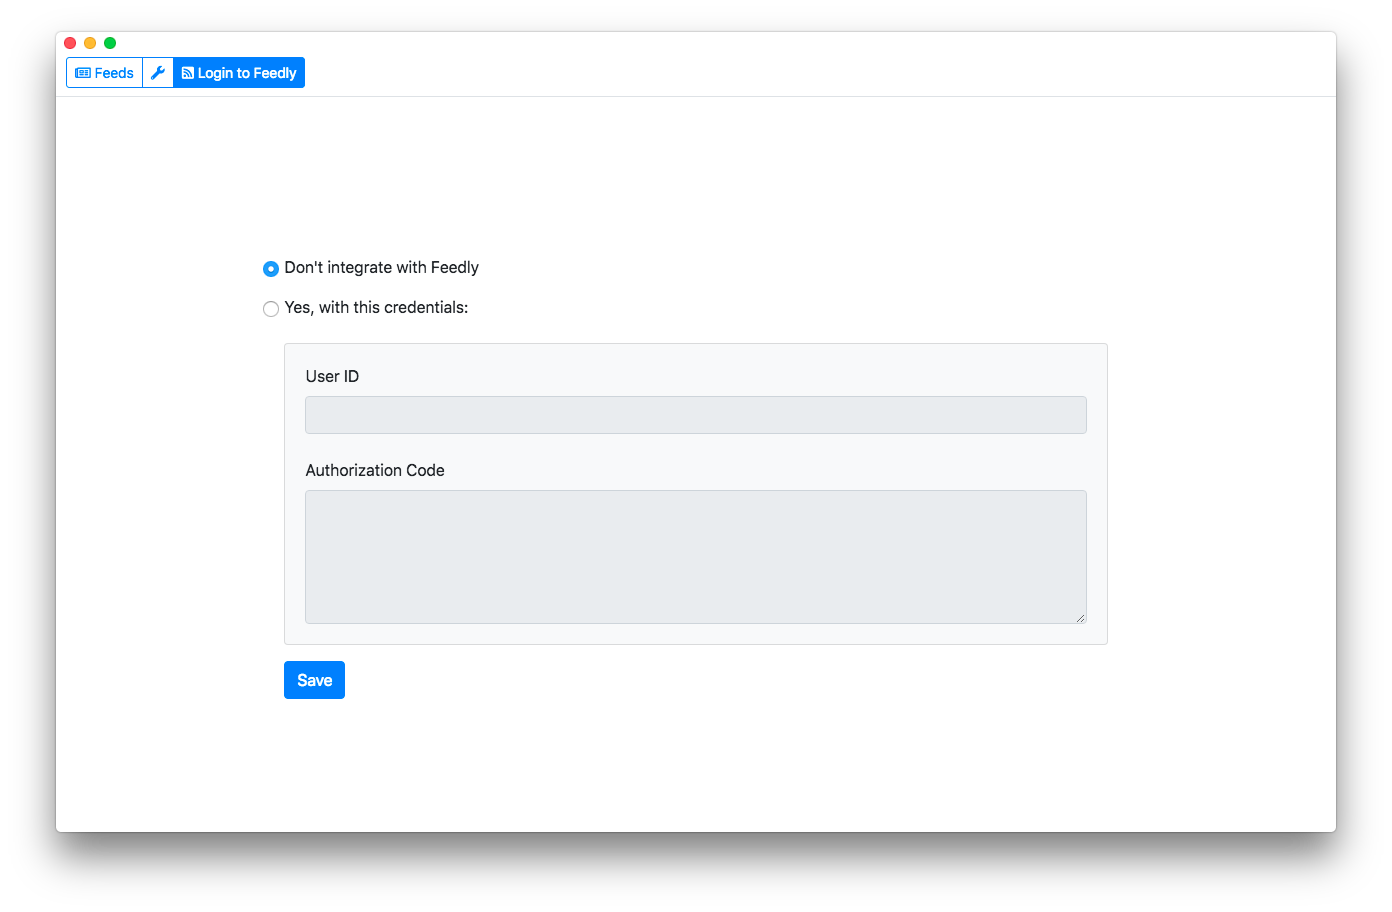 Feeds
Login to Feedly
Don't integrate with Feedly
Yes, with this credentials:
User ID
Authorization Code
Save